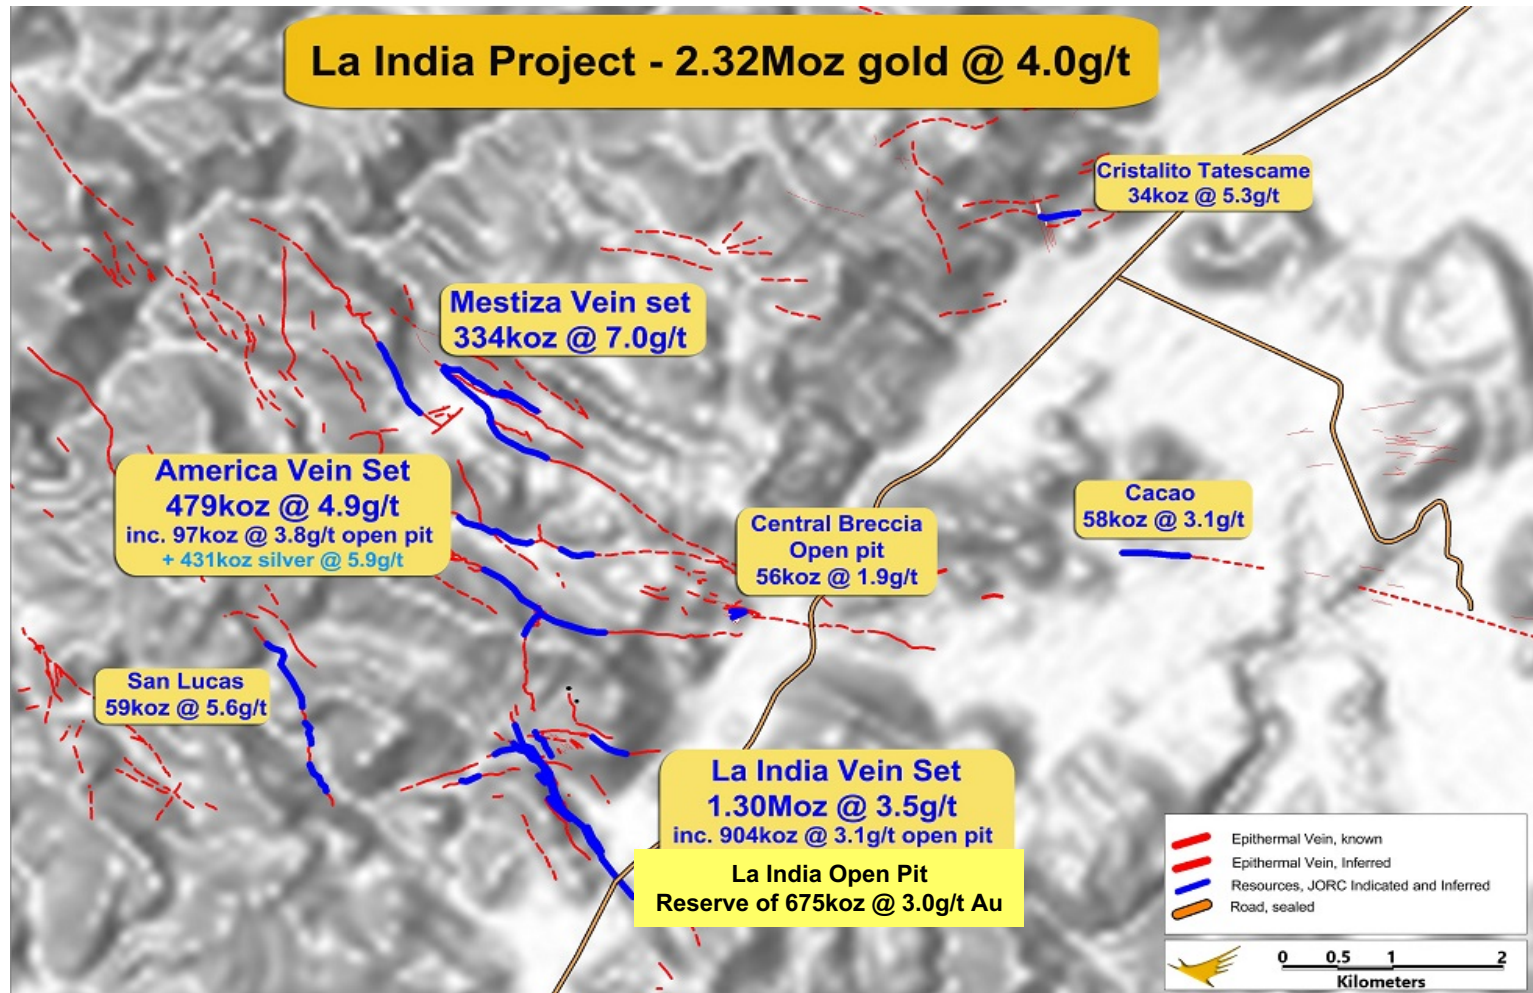 La India Project - 2.32Moz gold @ 4.0g/t
Cristalito Tatescame
34koz @ 5.3g/t
Mestiza Vein set
334koz @ 7.0g/t
America Vein Set
479koz @ 4.9g/t
inc. 97koz @ 3.8g/t open pit
+ 431koz silver @ 5.9g/t
Cacao
58koz @ 3.1g/t
Central Breccia
Open pit
56koz @ 1.9g/t
San Lucas
59koz @ 5.6g/t
La India Vein Set
1.30Moz @ 3.5g/t
inc. 904koz @ 3.1g/t open pit
La India Open Pit
Reserve of 675koz @ 3.0g/t Au
Epithermal Vein, known
Epithermal Vein, Inferred
Resources, JORC Indicated and Inferred
Road, sealed
0 0.5 1 2
Kilometers